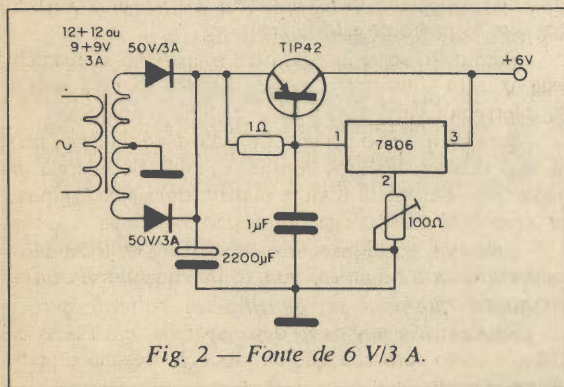 12+12 ou
9+9V
3A
50V/3A
TIP42
+6V
1Ω
1
7806
3
2
1µF
100Ω
50V/3A
2200µF
Fig. 2 — Fonte de 6 V/3 A.